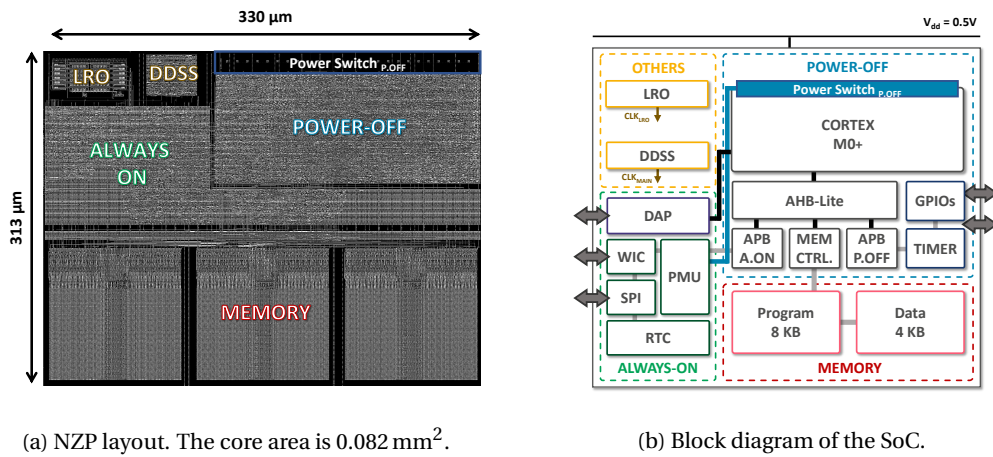 330 µm
313 µm
LRO
DDSS
Power Switch P.OFF
POWER-OFF
ALWAYS
ON
MEMORY
(a) NZP layout. The core area is 0.082 mm².
Vdd = 0.5V
OTHERS
LRO
CLKLRO
DDSS
CLKMAIN
POWER-OFF
Power Switch P.OFF
CORTEX
M0+
AHB-Lite
GPIOs
APB
A.ON
MEM
CTRL.
APB
P.OFF
TIMER
DAP
WIC
PMU
SPI
RTC
ALWAYS-ON
Program
8 KB
Data
4 KB
MEMORY
(b) Block diagram of the SoC.